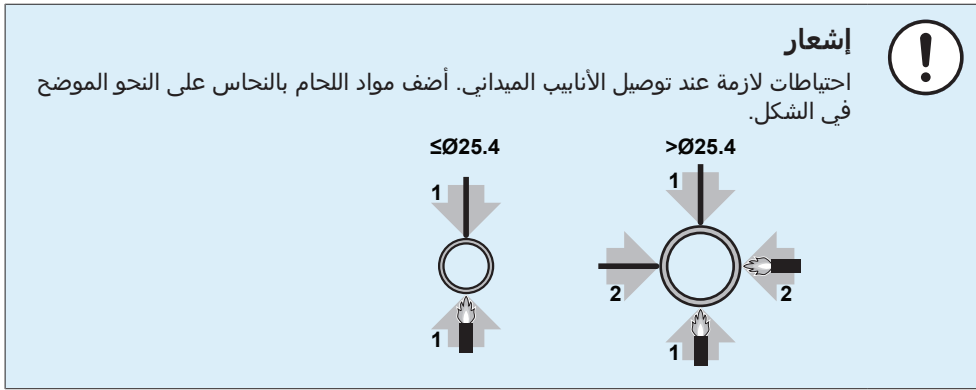 إشعار
احتياطات لازمة عند توصيل الأنابيب الميداني. أضف مواد اللحام بالنحاس على النحو الموضح
في الشكل.
≤Ø25.4
>Ø25.4
1
1
2
2
1
1